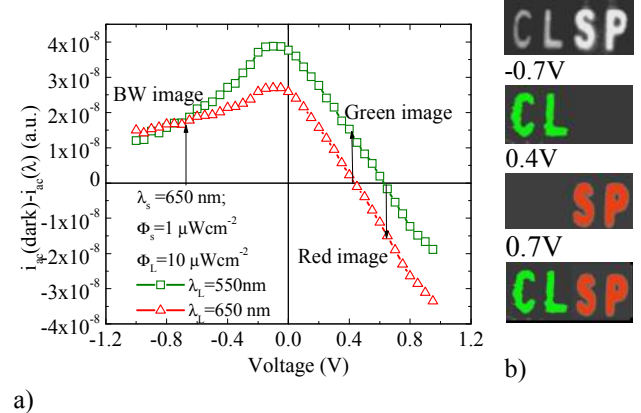 4x10⁻⁸
3x10⁻⁸
2x10⁻⁸
1x10⁻⁸
0
-1x10⁻⁸
-2x10⁻⁸
-3x10⁻⁸
-4x10⁻⁸
i_ac(dark)-i_ac(λ) (a.u.)
BW image
Green image
Red image
λ_s=650 nm;
Φ_s=1 μWcm⁻²
Φ_L=10 μWcm⁻²
λ_L=550nm
λ_L=650 nm
-1.2 -0.8 -0.4 0.0 0.4 0.8 1.2
Voltage (V)
a)
CLSP
-0.7V
CL
0.4V
SP
0.7V
CLSP
b)